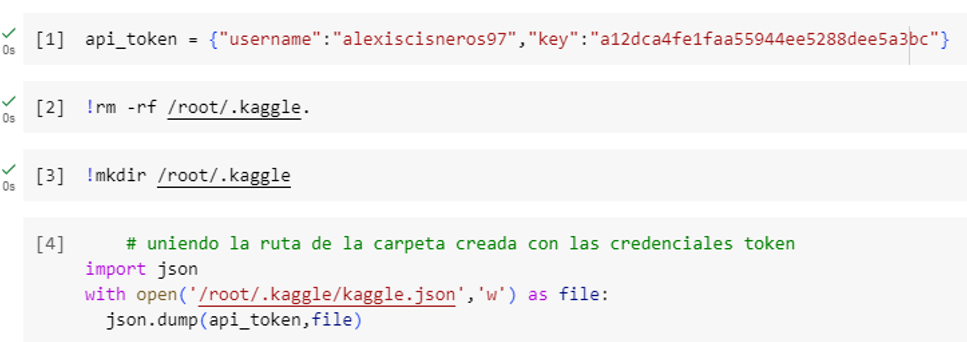 0s [1] api_token = {"username":"alexiscisneros97","key":"a12dca4fe1faa55944ee5288dee5a3bc"}
0s [2] !rm -rf /root/.kaggle.
0s [3] !mkdir /root/.kaggle
[4] # uniendo la ruta de la carpeta creada con las credenciales token
import json
with open('/root/.kaggle/kaggle.json','w') as file:
json.dump(api_token,file)